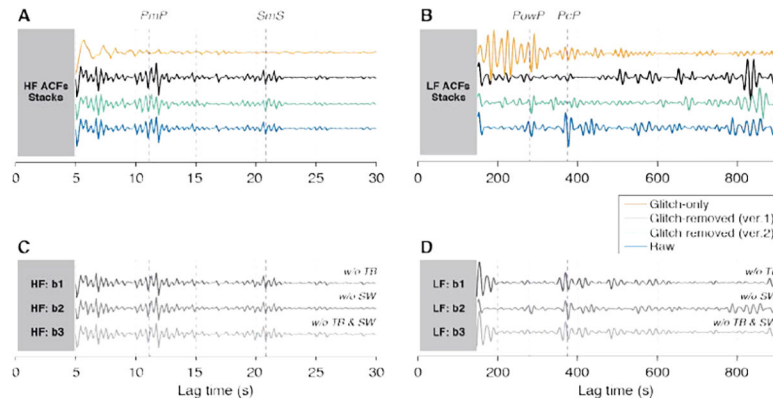 A
PmP
SmS
HF ACFs
Stacks
0 5 10 15 20 25 30
B
PowP
PcP
LF ACFs
Stacks
0 200 400 600 800
Glitch-only
Glitch-removed (ver.1)
Glitch removed (ver.2)
Raw
C
HF: b1
w/o TB
HF: b2
w/o SW
HF: b3
w/o TB & SW
0 5 10 15 20 25 30
Lag time (s)
D
LF: b1
w/o T
LF: b2
w/o SW
LF: b3
w/o TB & SW
0 200 400 600 800
Lag time (s)